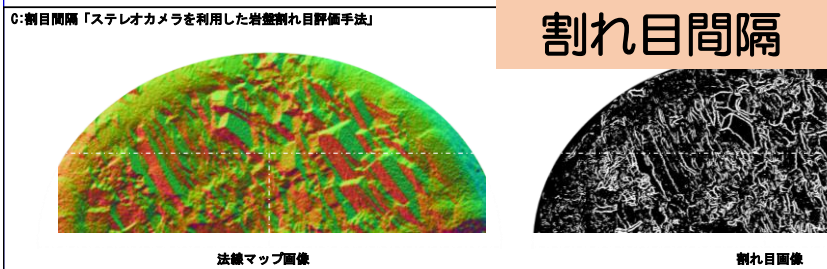 C:割目間隔「ステレオカメラを利用した岩盤割れ目評価手法」
割れ目間隔
法線マップ画像
割れ目画像